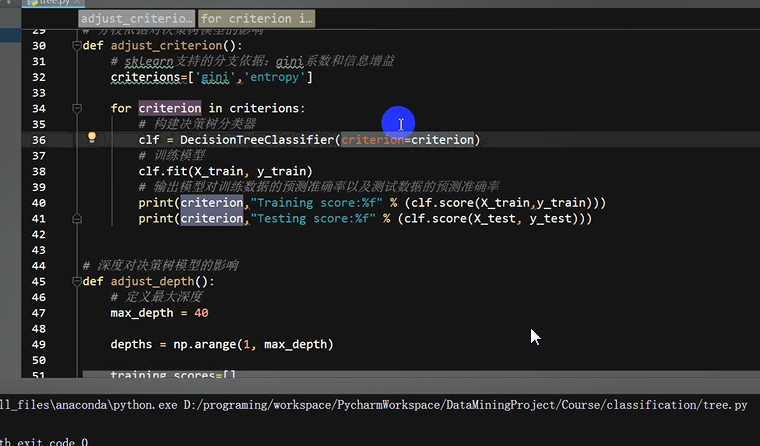 tree.py
adjust_criterio... for criterion i...
29 # 分枝依据对决策树模型的影响
30 def adjust_criterion():
31 # sklearn支持的分支依据：gini系数和信息增益
32 criterions=['gini','entropy']
33
34 for criterion in criterions:
35 # 构建决策树分类器
36 clf = DecisionTreeClassifier(criterion=criterion)
37 # 训练模型
38 clf.fit(X_train, y_train)
39 # 输出模型对训练数据的预测准确率以及测试数据的预测准确率
40 print(criterion,"Training score:%f" % (clf.score(X_train,y_train)))
41 print(criterion,"Testing score:%f" % (clf.score(X_test, y_test)))
42
43
44 # 深度对决策树模型的影响
45 def adjust_depth():
46 # 定义最大深度
47 max_depth = 40
48
49 depths = np.arange(1, max_depth)
50
51 training_scores=[]
ll_files\anaconda\python.exe D:/programing/workspace/PycharmWorkspace/DataMiningProject/Course/classification/tree.py
th exit code 0